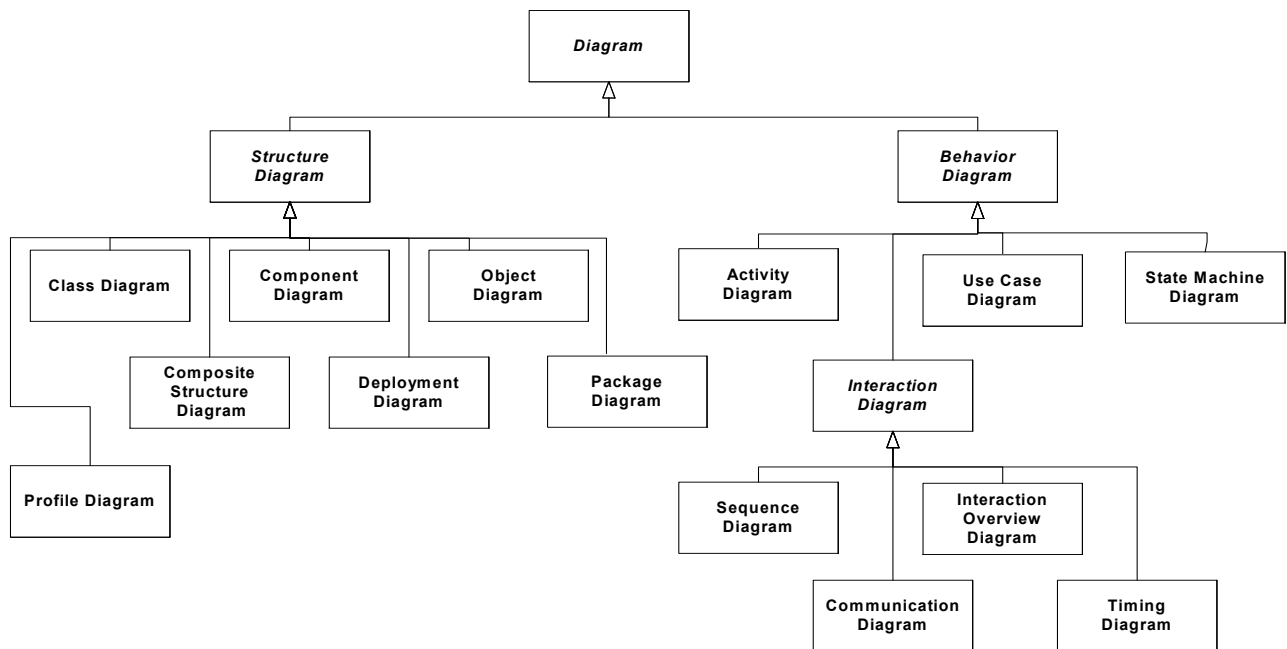 Diagram
Structure
Diagram
Behavior
Diagram
Class Diagram
Component
Diagram
Object
Diagram
Activity
Diagram
Use Case
Diagram
State Machine
Diagram
Composite
Structure
Diagram
Deployment
Diagram
Package
Diagram
Interaction
Diagram
Profile Diagram
Sequence
Diagram
Interaction
Overview
Diagram
Communication
Diagram
Timing
Diagram